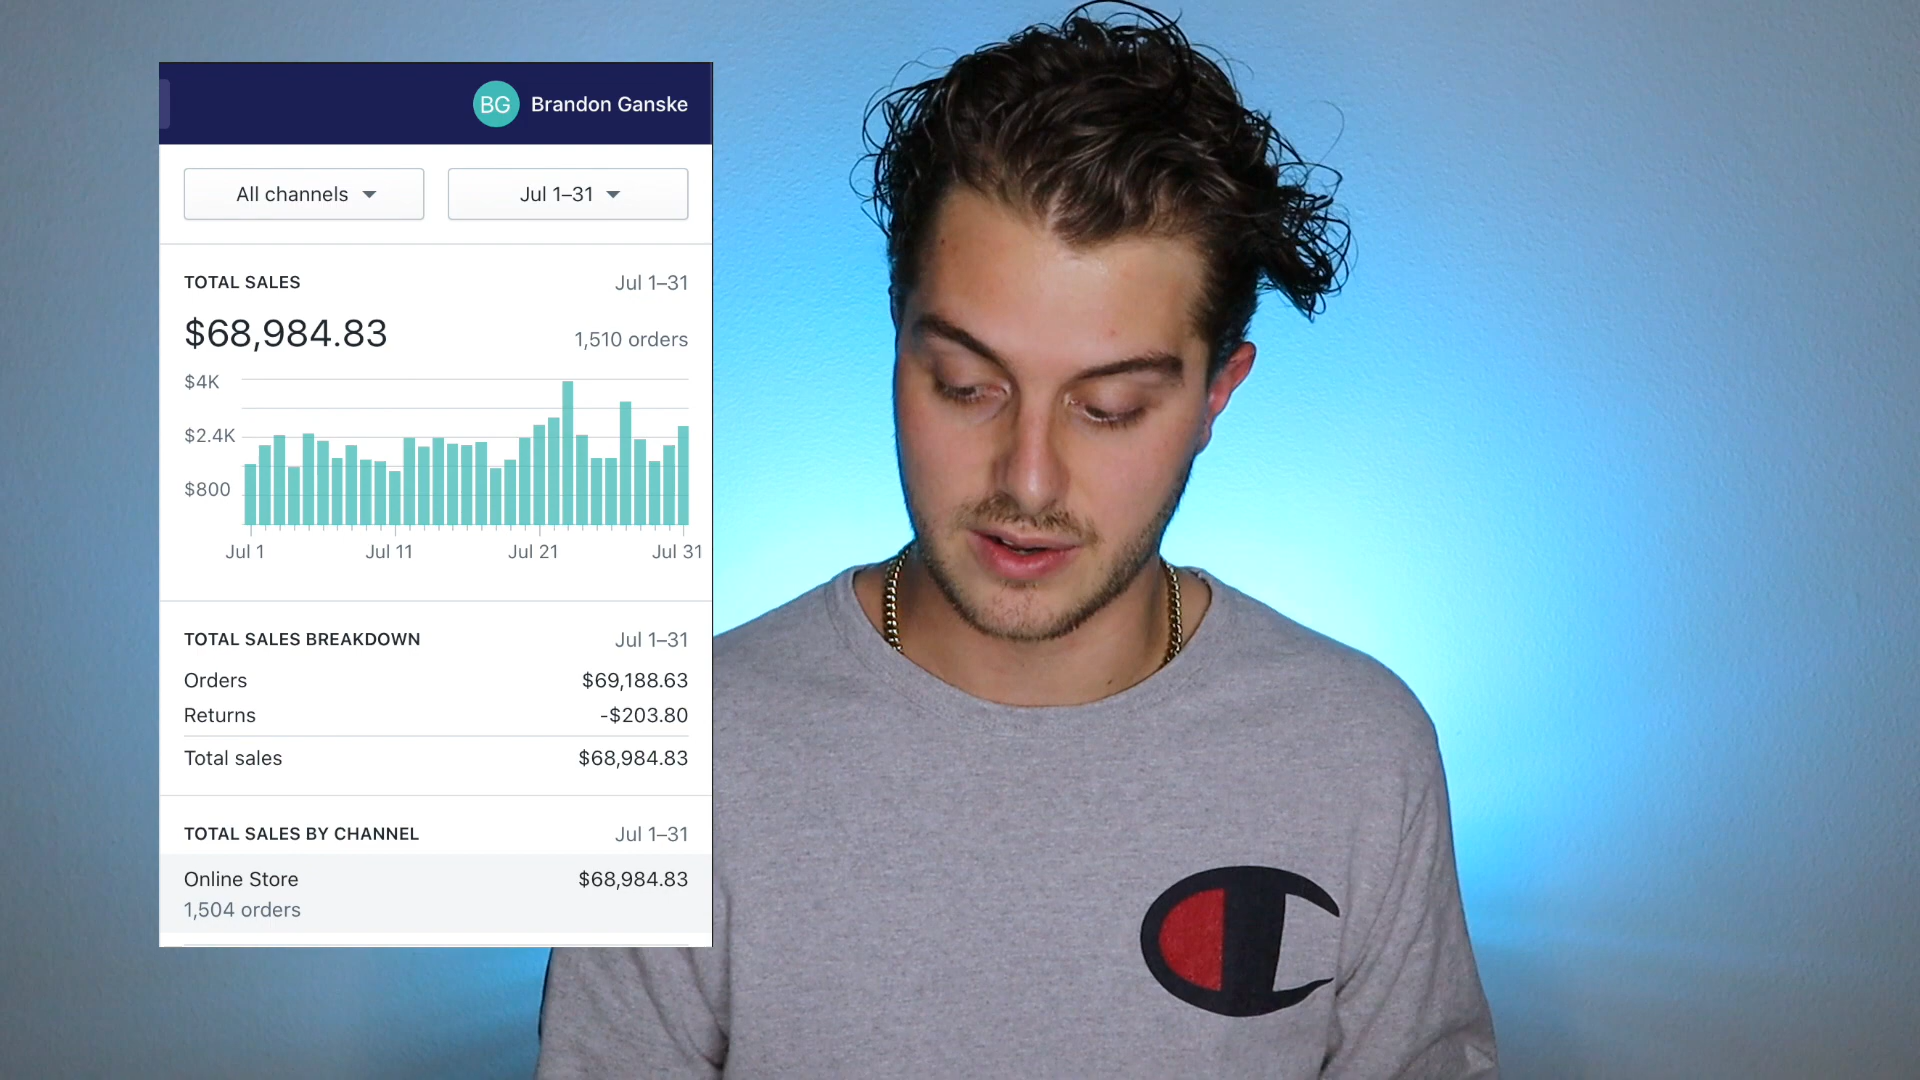 BG Brandon Ganske
All channels Jul 1–31
TOTAL SALES Jul 1–31
$68,984.83 1,510 orders
$4K
$2.4K
$800
Jul 1 Jul 11 Jul 21 Jul 31
TOTAL SALES BREAKDOWN Jul 1–31
Orders $69,188.63
Returns -$203.80
Total sales $68,984.83
TOTAL SALES BY CHANNEL Jul 1–31
Online Store $68,984.83
1,504 orders